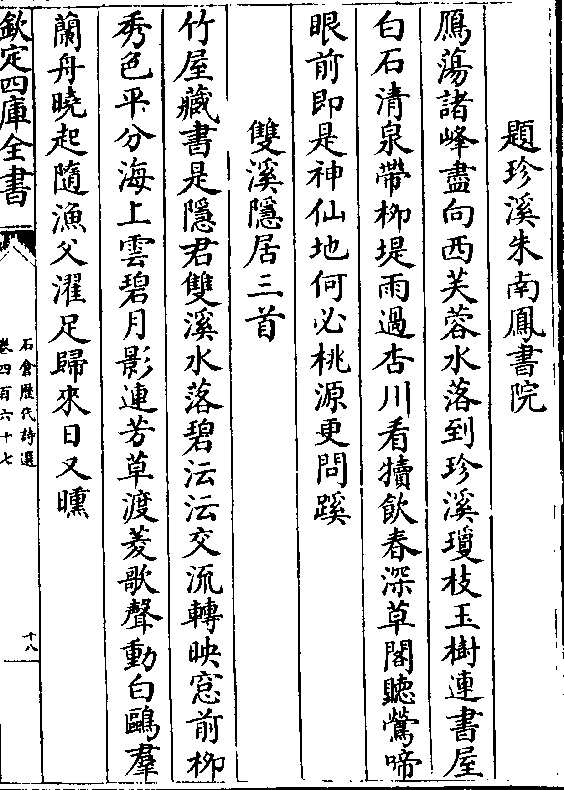 題珍溪朱南鳳書院
鴈蕩諸峰盡向西芙蓉水落到珍溪瓊枝玉樹連書屋
白石清泉帶柳堤雨過杏川看犢飲春深草閣聽鶯啼
眼前即是神仙地何必桃源更問蹊
雙溪隱居三首
竹屋藏書是隱君雙溪水落碧沄沄交流轉映窓前柳
秀色平分海上雲碧月影連芳草渡菱歌聲動白鷗羣
蘭舟曉起隨漁父濯足歸來日又曛
欽定四庫全書
石倉歷代詩選
卷四百六十七
十八